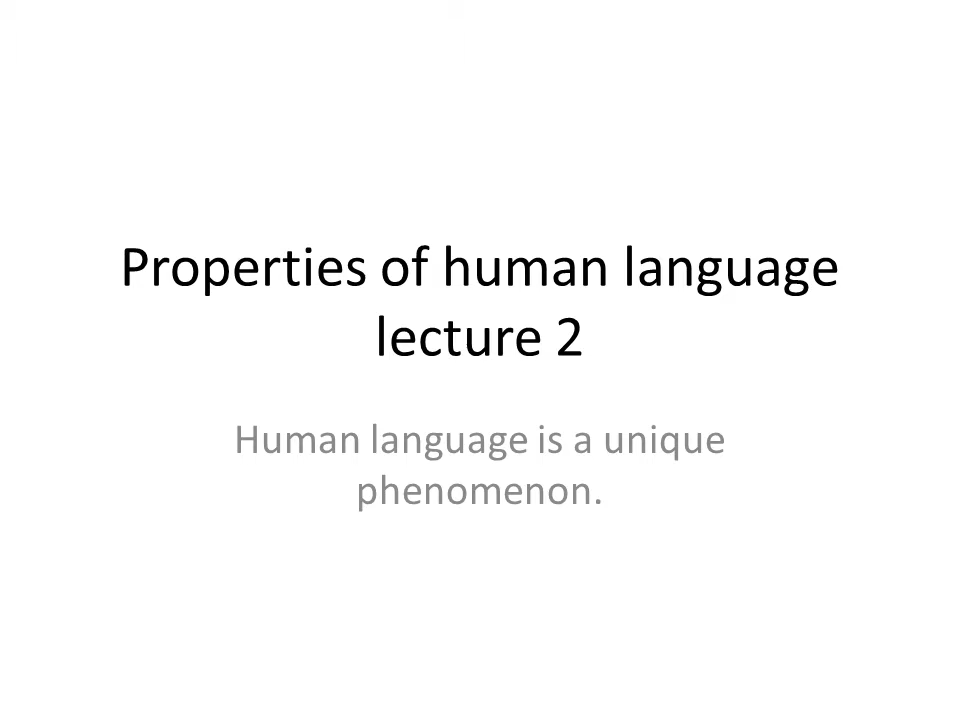 Properties of human language
lecture 2
Human language is a unique
phenomenon.